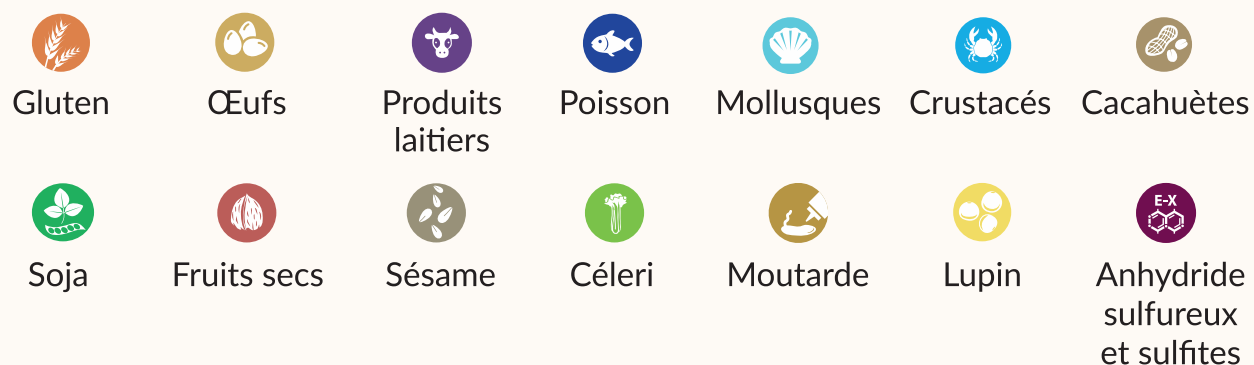 Gluten
Œufs
Produits
laitiers
Poisson
Mollusques
Crustacés
Cacahuètes
E-X
Soja
Fruits secs
Sésame
Céleri
Moutarde
Lupin
Anhydride
sulfureux
et sulfites